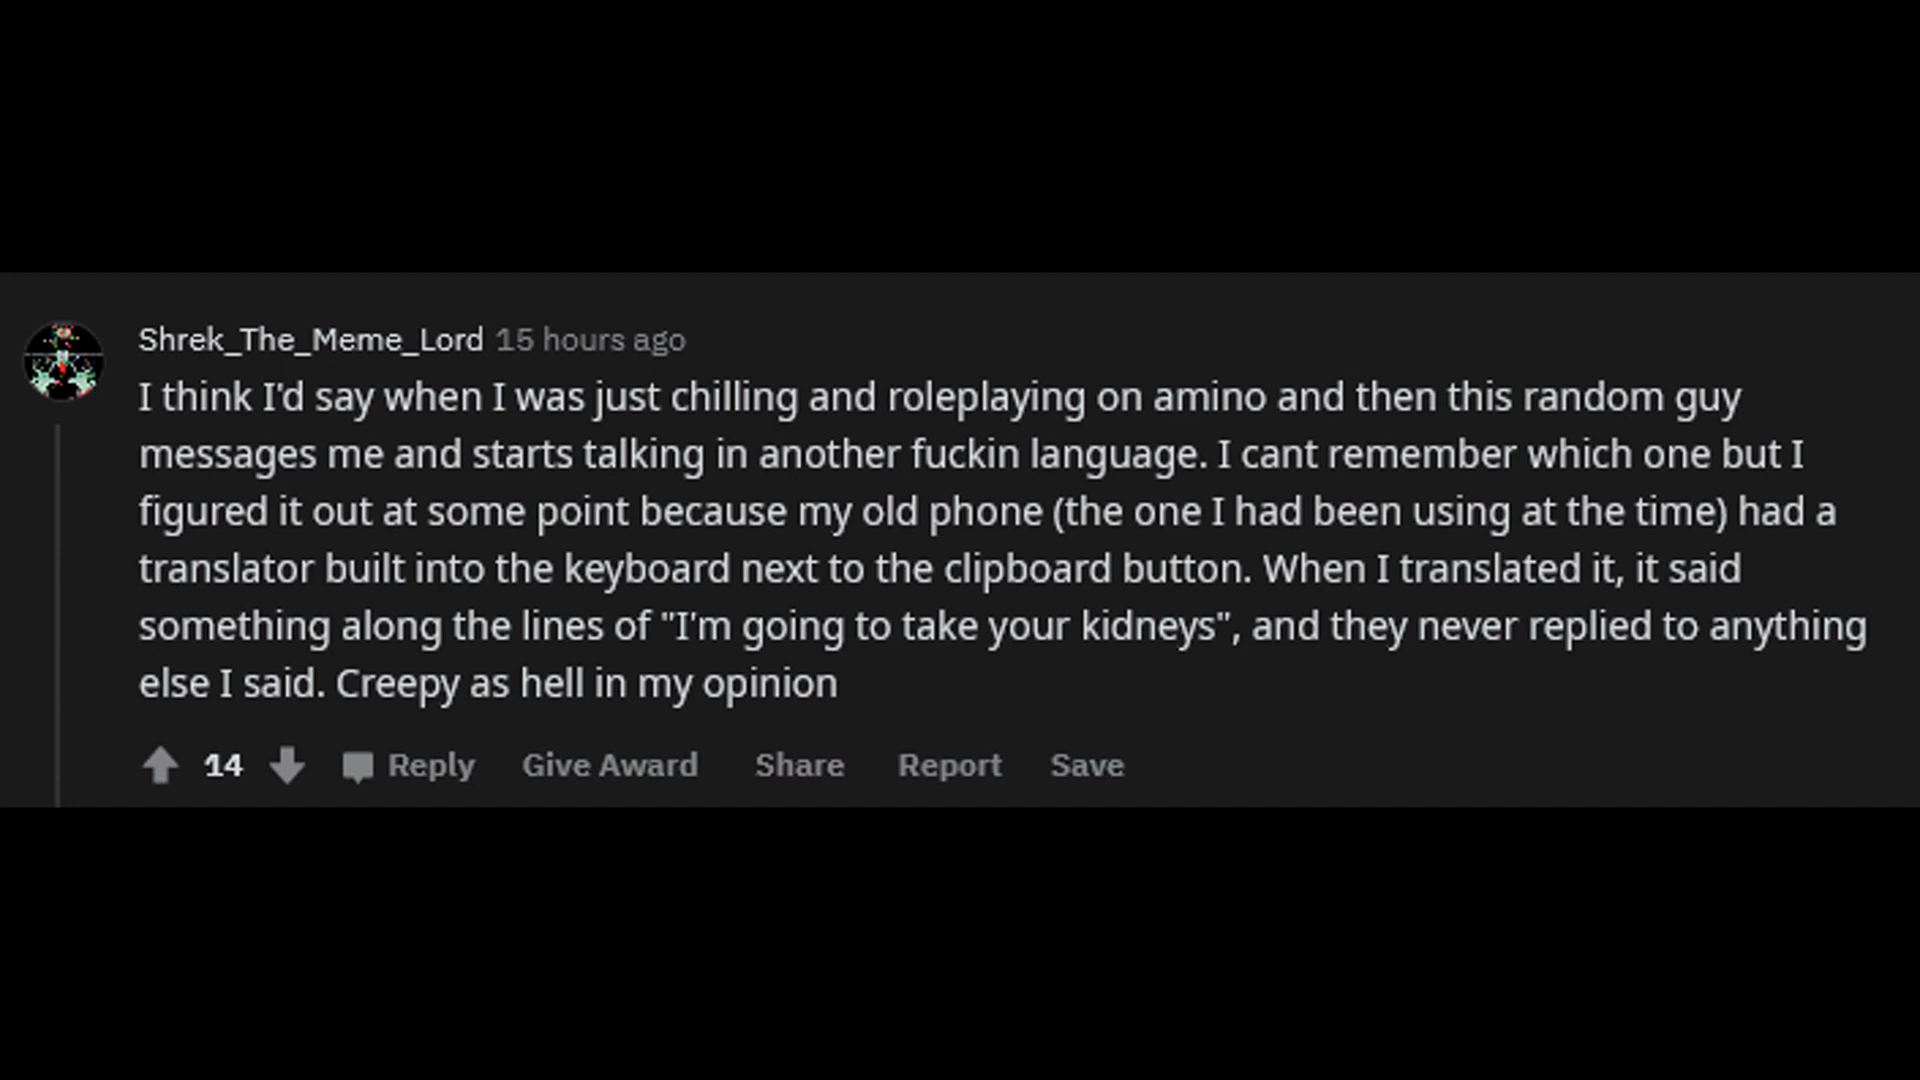 Shrek_The_Meme_Lord 15 hours ago
I think I'd say when I was just chilling and roleplaying on amino and then this random guy
messages me and starts talking in another fuckin language. I cant remember which one but I
figured it out at some point because my old phone (the one I had been using at the time) had a
translator built into the keyboard next to the clipboard button. When I translated it, it said
something along the lines of "I'm going to take your kidneys", and they never replied to anything
else I said. Creepy as hell in my opinion
14 Reply Give Award Share Report Save